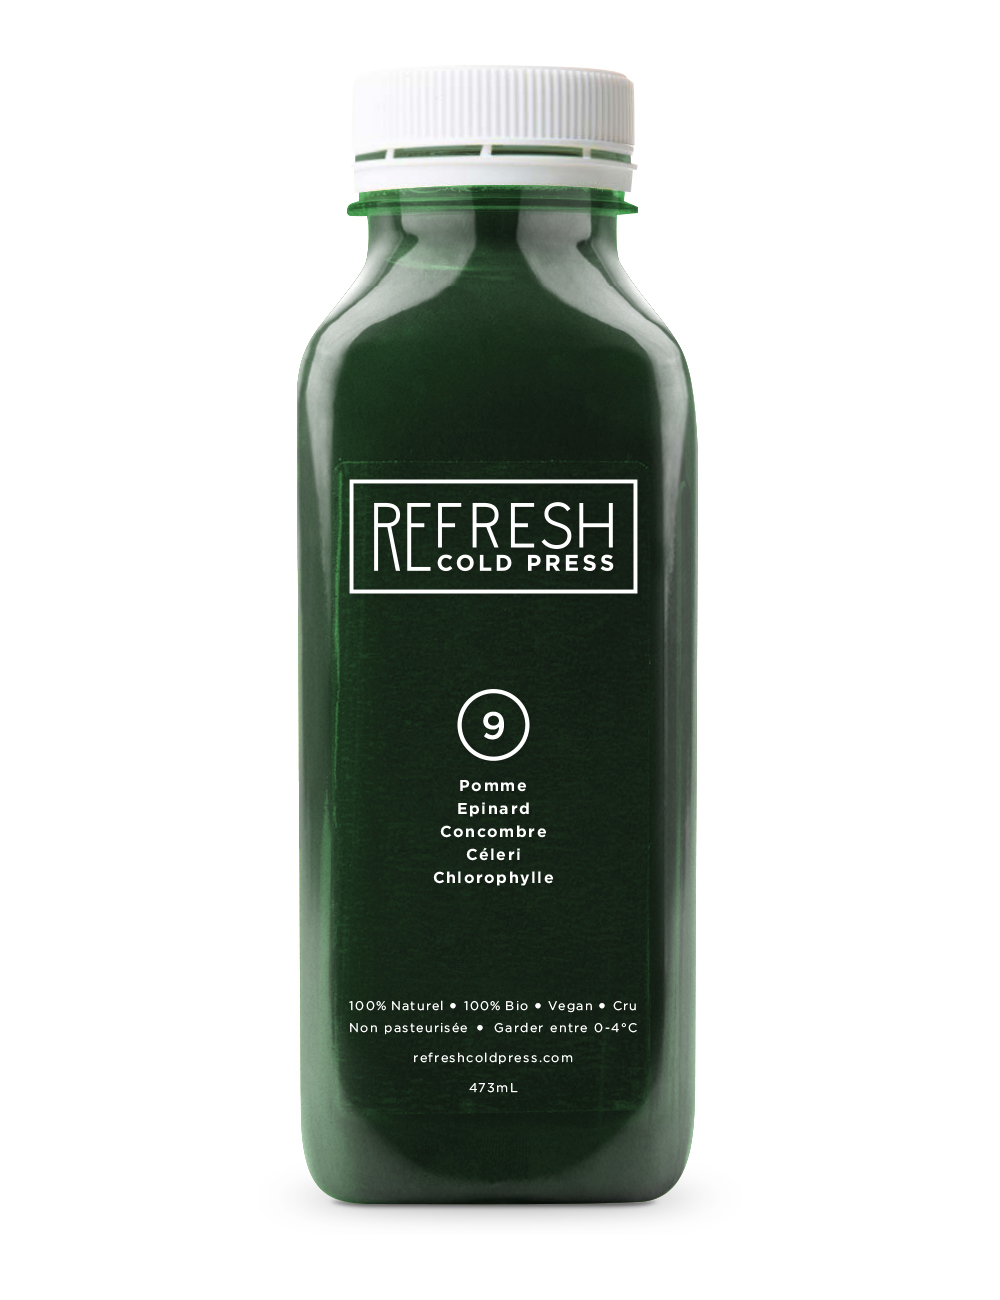 REFRESH
COLD PRESS
9
Pomme
Epinard
Concombre
Céleri
Chlorophylle
100% Naturel • 100% Bio • Vegan • Cru
Non pasteurisée • Garder entre 0-4°C
refreshcoldpress.com
473mL